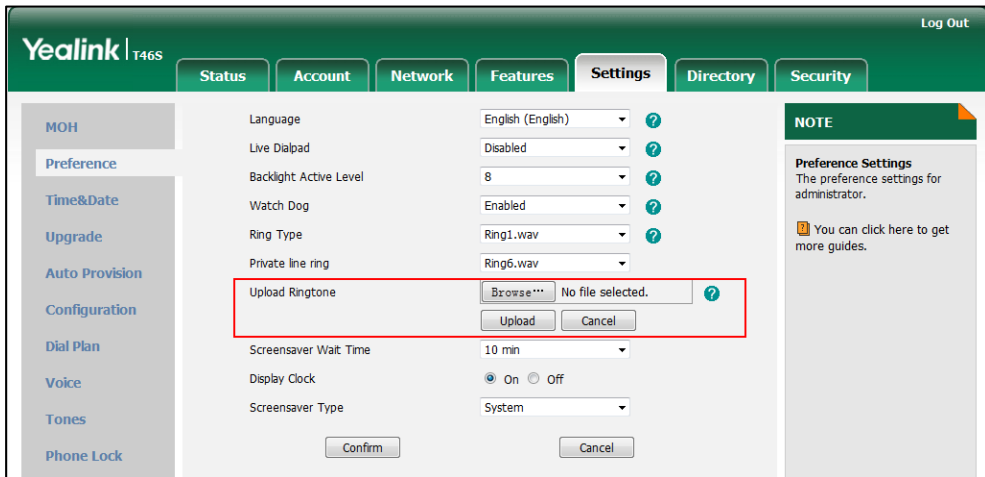 Log Out
Yealink T46S
Status Account Network Features Settings Directory Security
MOH
Preference
Time&Date
Upgrade
Auto Provision
Configuration
Dial Plan
Voice
Tones
Phone Lock
Language English (English) ?
Live Dialpad Disabled ?
Backlight Active Level 8 ?
Watch Dog Enabled ?
Ring Type Ring1.wav ?
Private line ring Ring6.wav
Upload Ringtone Browse··· No file selected. ?
Upload Cancel
Screensaver Wait Time 10 min
Display Clock On Off
Screensaver Type System
Confirm Cancel
NOTE
Preference Settings
The preference settings for
administrator.
? You can click here to get
more guides.